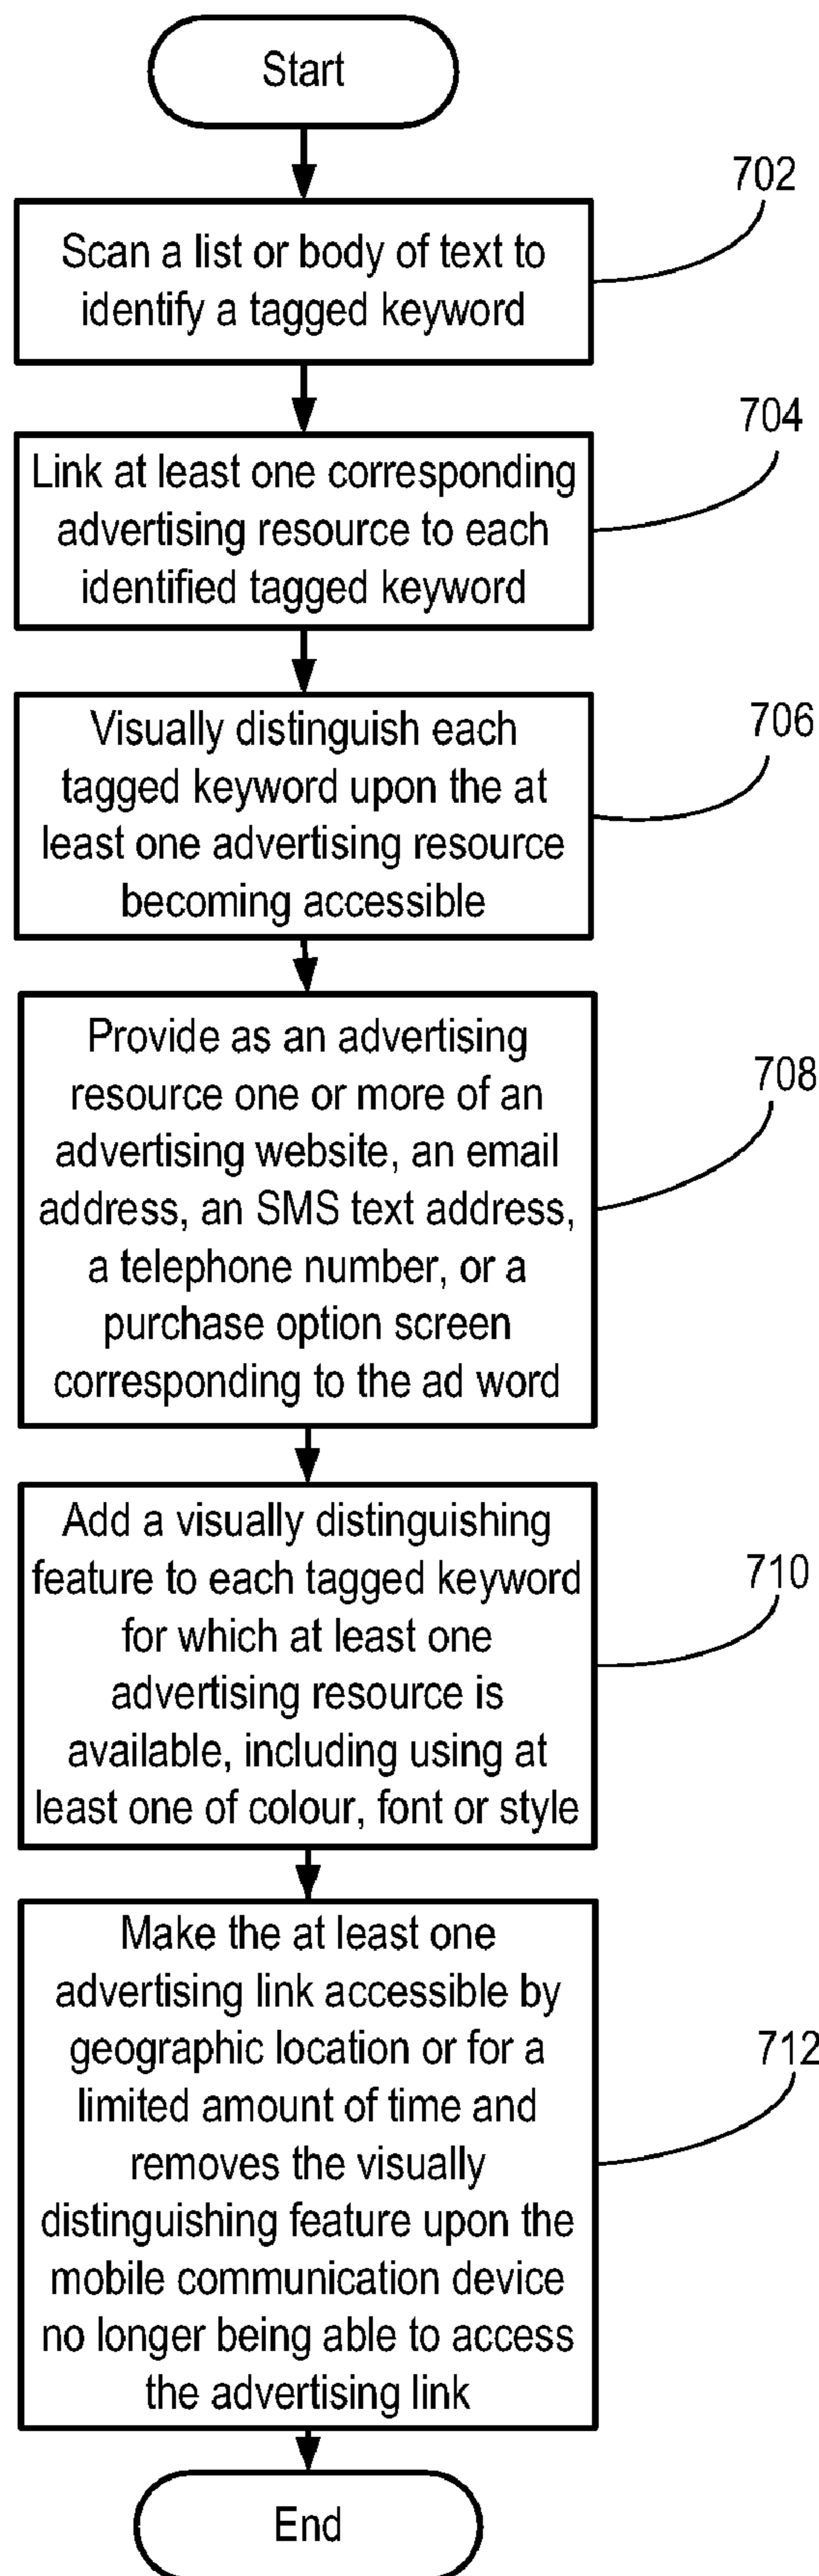 Start
702
Scan a list or body of text to
identify a tagged keyword
704
Link at least one corresponding
advertising resource to each
identified tagged keyword
706
Visually distinguish each
tagged keyword upon the at
least one advertising resource
becoming accessible
708
Provide as an advertising
resource one or more of an
advertising website, an email
address, an SMS text address,
a telephone number, or a
purchase option screen
corresponding to the ad word
710
Add a visually distinguishing
feature to each tagged keyword
for which at least one
advertising resource is
available, including using at
least one of colour, font or style
712
Make the at least one
advertising link accessible by
geographic location or for a
limited amount of time and
removes the visually
distinguishing feature upon the
mobile communication device
no longer being able to access
the advertising link
End